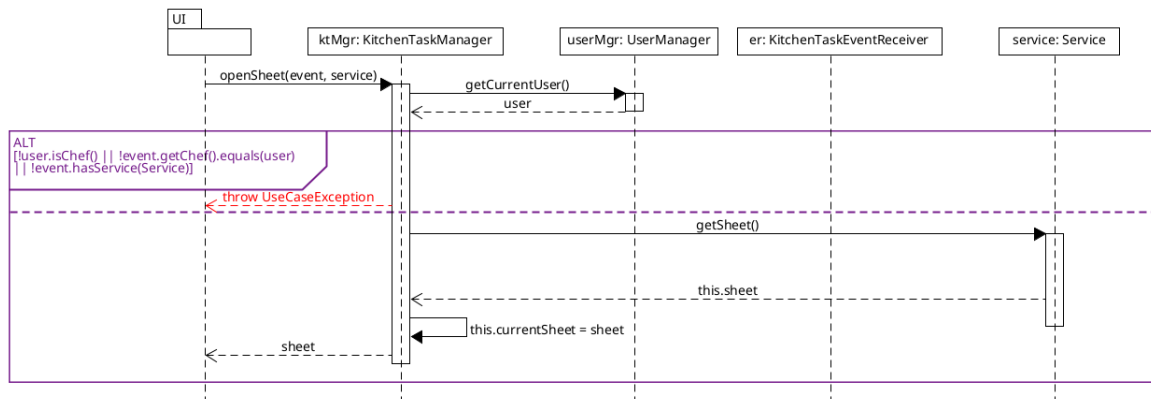 UI
ktMgr: KitchenTaskManager
userMgr: UserManager
er: KitchenTaskEventReceiver
service: Service
openSheet(event, service)
getCurrentUser()
user
ALT
[!user.isChef() || !event.getChef().equals(user)
|| !event.hasService(Service)]
throw UseCaseException
getSheet()
this.sheet
this.currentSheet = sheet
sheet